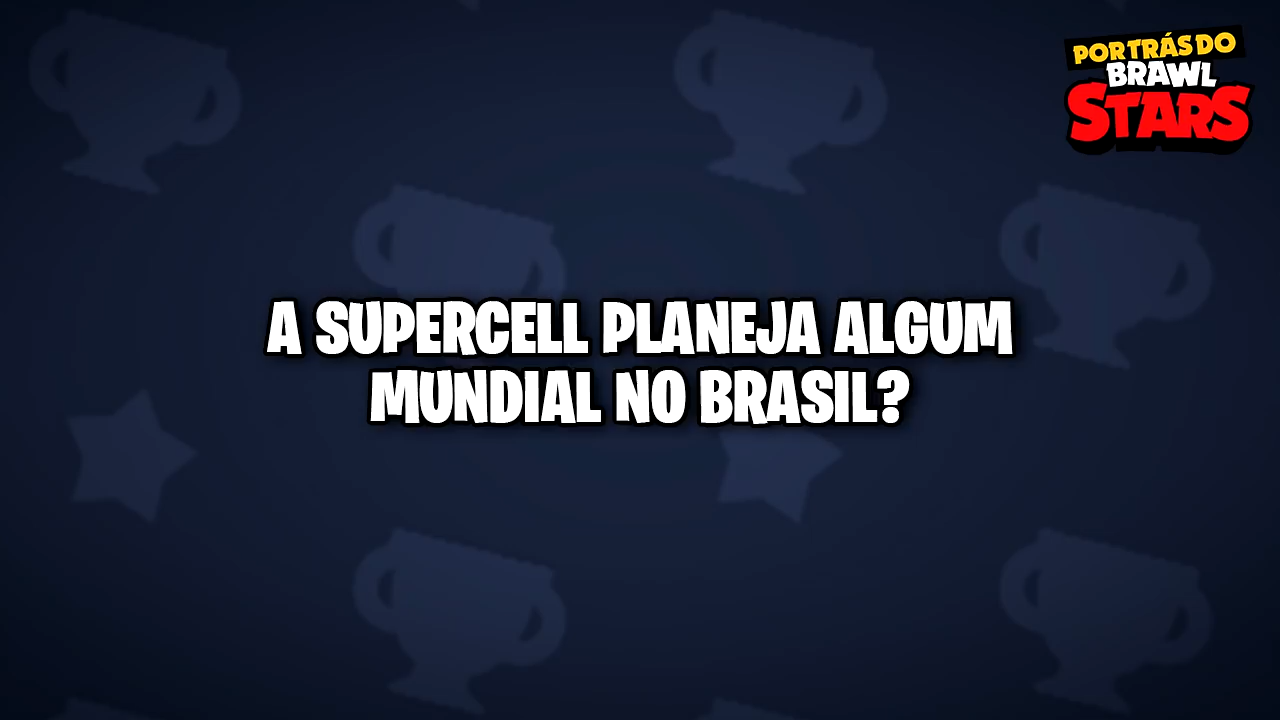 POR TRÁS DO
BRAWL
STARS
A SUPERCELL PLANEJA ALGUM
MUNDIAL NO BRASIL?